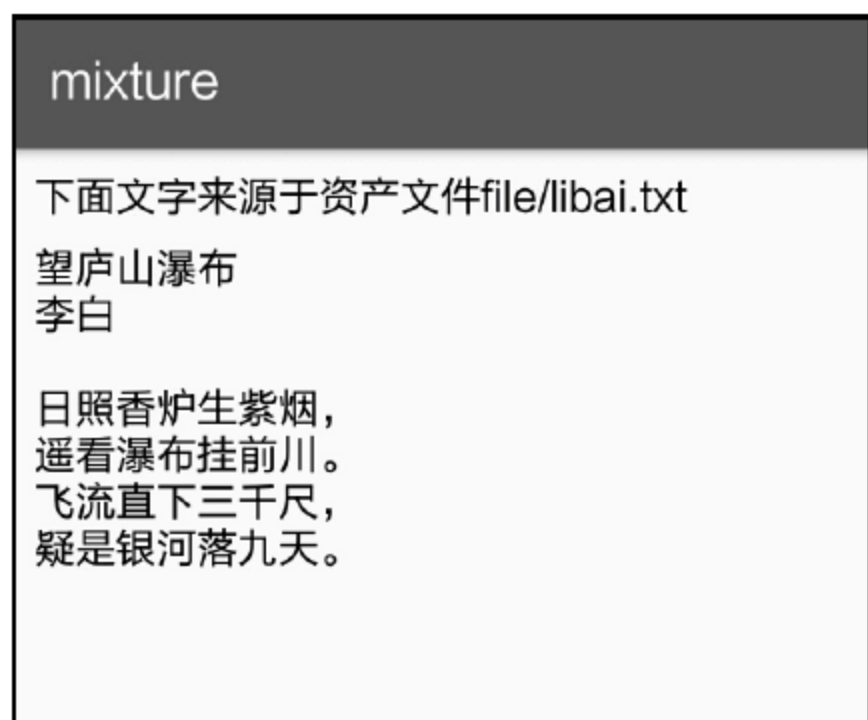 mixture
下面文字来源于资产文件file/libai.txt
望庐山瀑布
李白
日照香炉生紫烟，
遥看瀑布挂前川。
飞流直下三千尺，
疑是银河落九天。